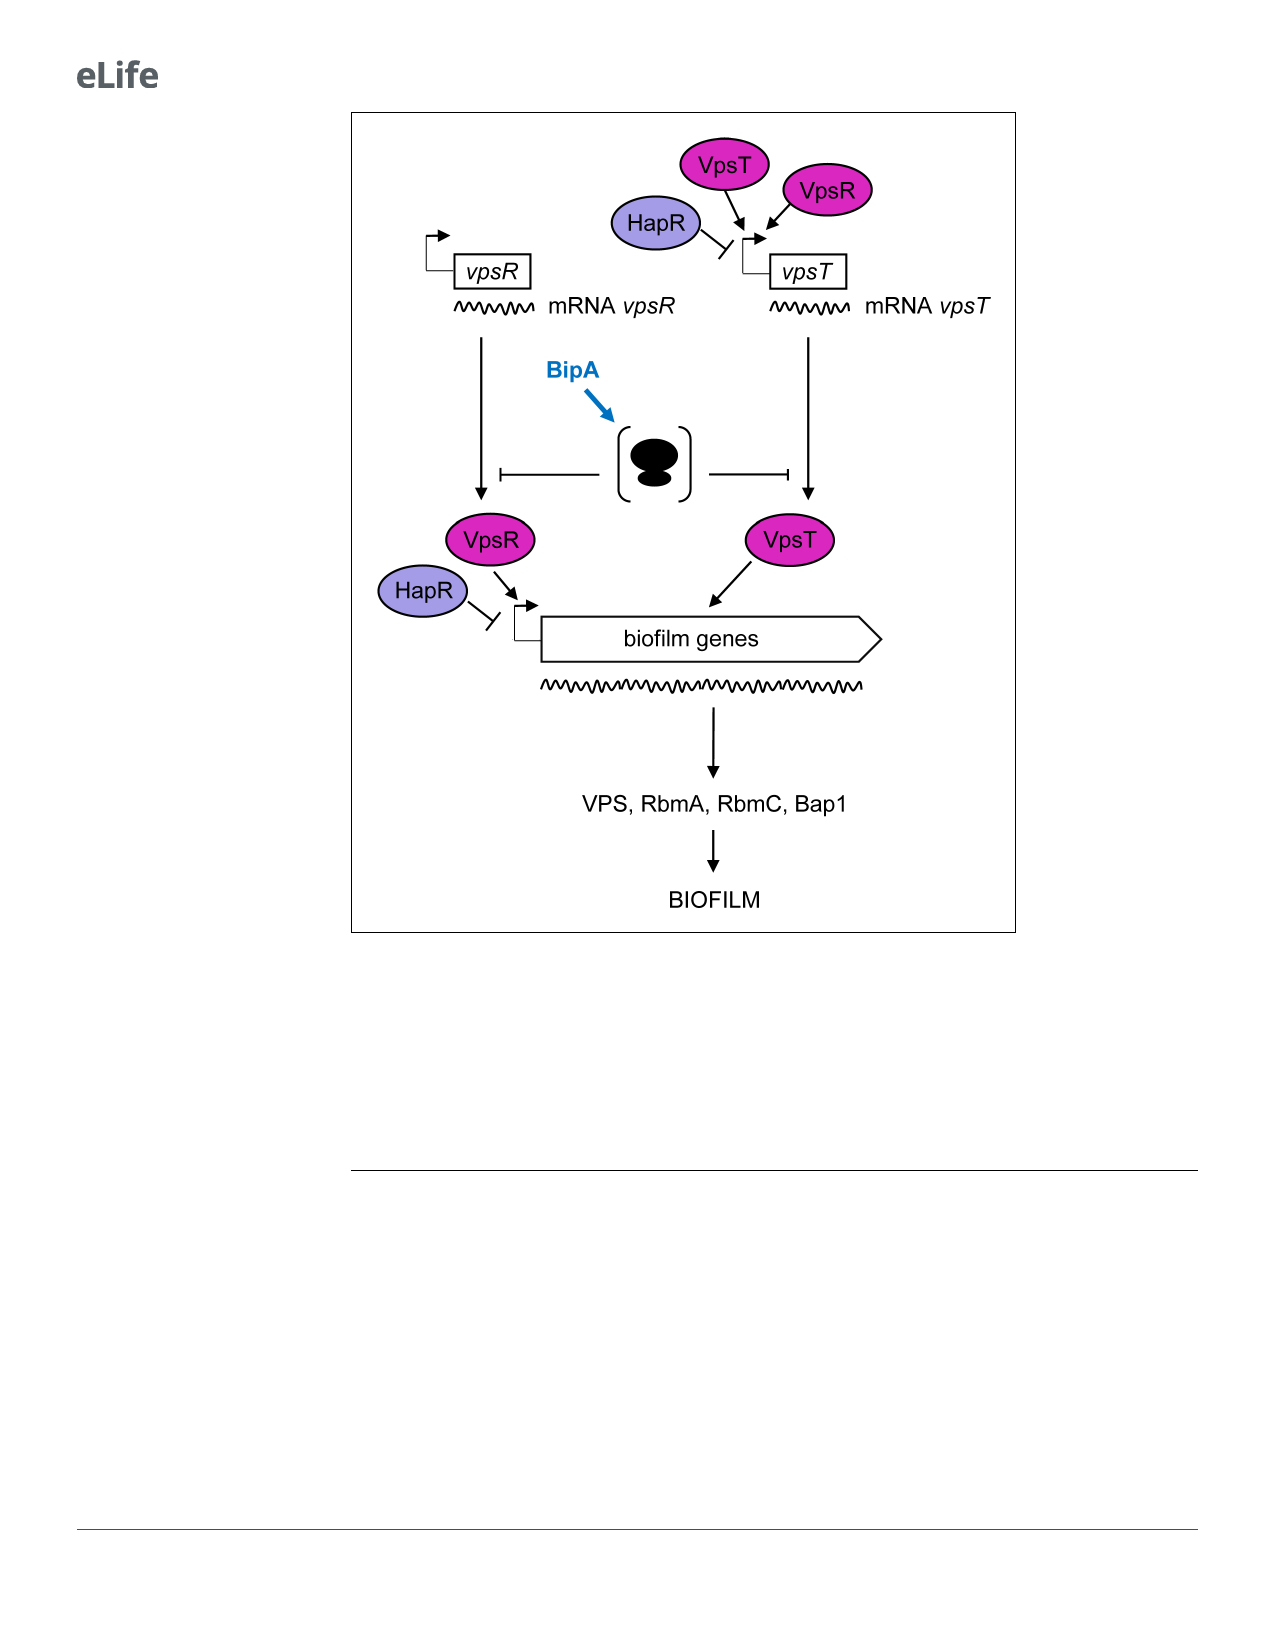 eLife
VpsT
VpsR
HapR
vpsR
vpsT
mRNA vpsR
mRNA vpsT
BipA
VpsR
VpsT
HapR
biofilm genes
VPS, RbmA, RbmC, Bap1
BIOFILM